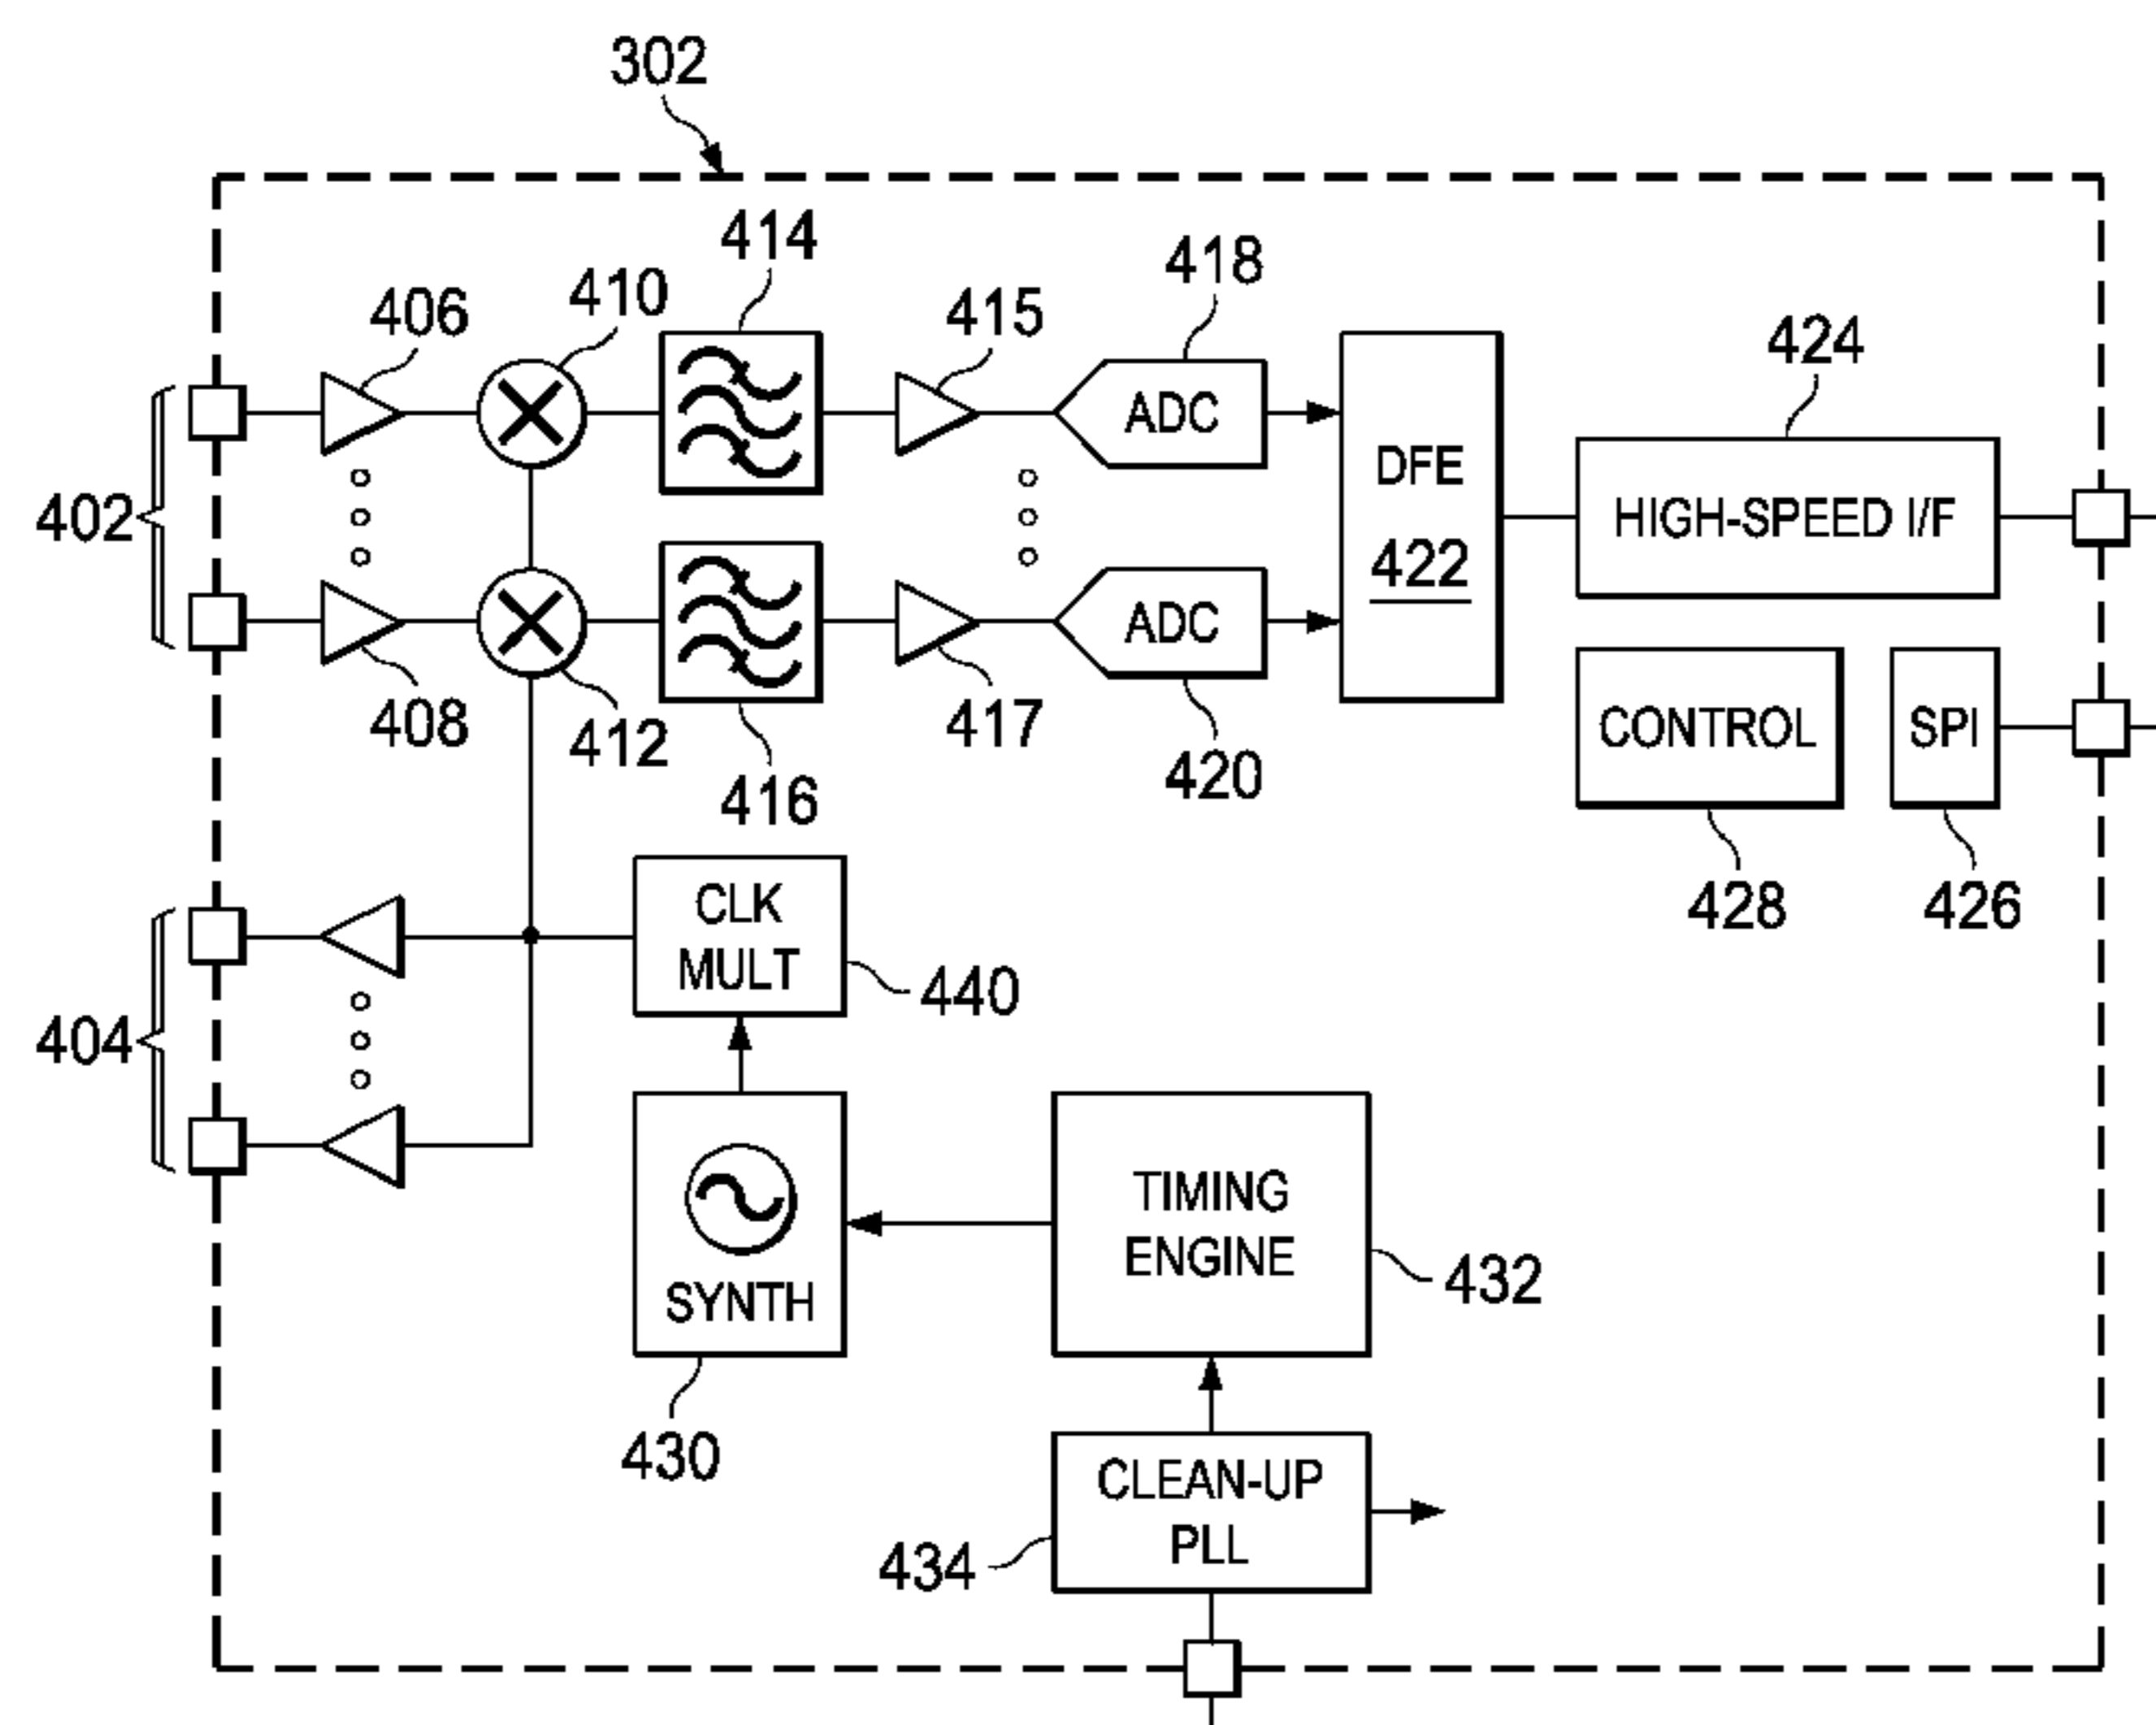 302
414
418
410
406
415
424
ADC
DFE
402
HIGH-SPEED I/F
422
ADC
408
412
417
CONTROL
SPI
420
416
CLK
MULT
428
426
440
404
TIMING
ENGINE
SYNTH
432
430
CLEAN-UP
PLL
434